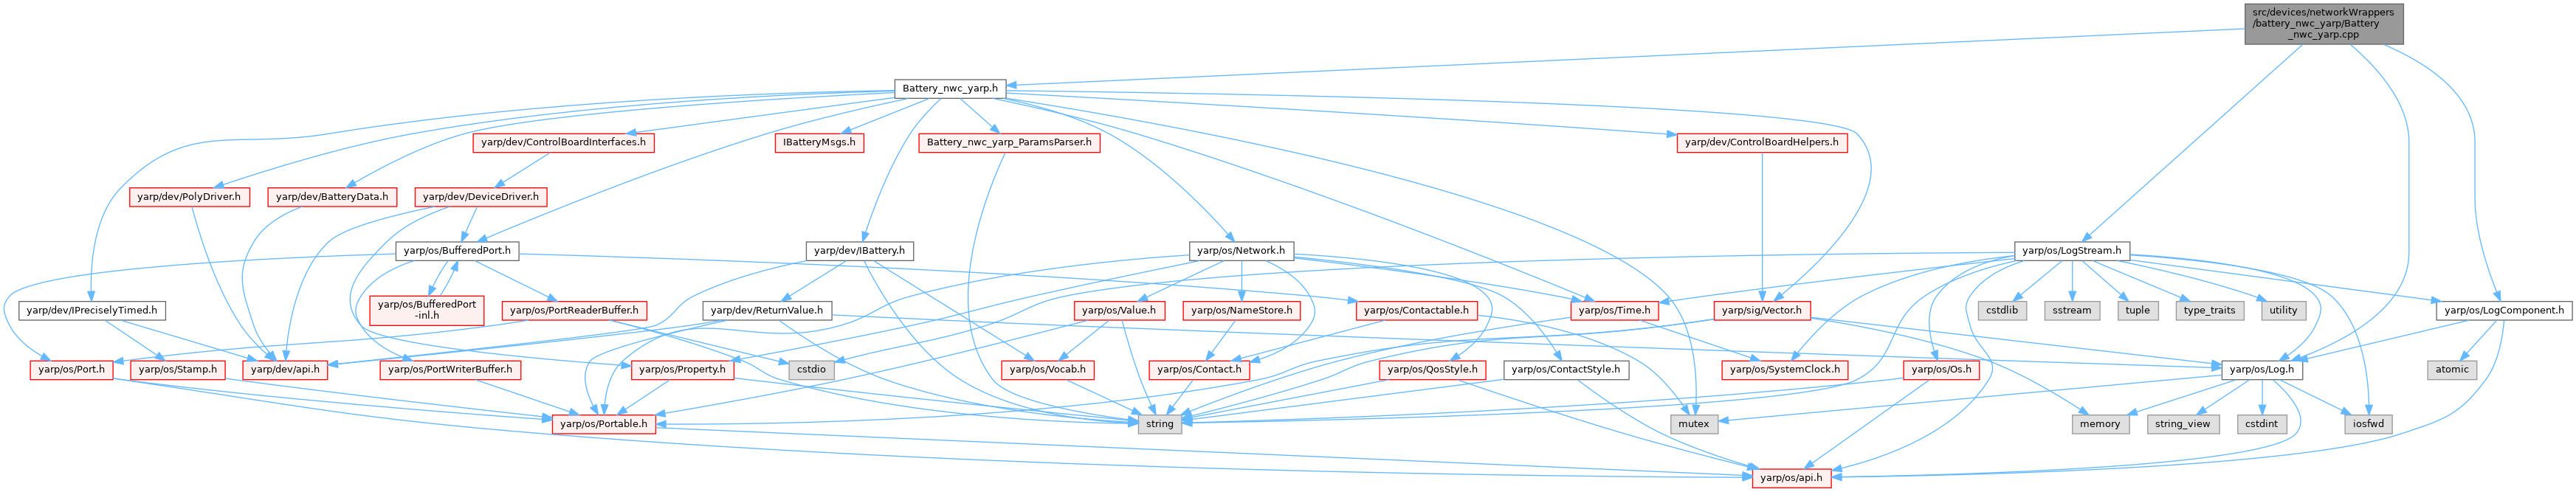 src/devices/networkWrappers
/battery_nwc_yarp/Battery
_nwc_yarp.cpp
Battery_nwc_yarp.h
yarp/dev/ControlBoardInterfaces.h
IBatteryMsgs.h
Battery_nwc_yarp_ParamsParser.h
yarp/dev/ControlBoardHelpers.h
yarp/dev/PolyDriver.h
yarp/dev/BatteryData.h
yarp/dev/DeviceDriver.h
yarp/os/BufferedPort.h
yarp/dev/IBattery.h
yarp/os/Network.h
yarp/os/LogStream.h
yarp/dev/IPreciselyTimed.h
yarp/os/BufferedPort
-inl.h
yarp/os/PortReaderBuffer.h
yarp/dev/ReturnValue.h
yarp/os/Value.h
yarp/os/NameStore.h
yarp/os/Contactable.h
yarp/os/Time.h
yarp/sig/Vector.h
cstdlib
sstream
tuple
type_traits
utility
yarp/os/LogComponent.h
yarp/os/Port.h
yarp/os/Stamp.h
yarp/dev/api.h
yarp/os/PortWriterBuffer.h
yarp/os/Property.h
cstdio
yarp/os/Vocab.h
yarp/os/Contact.h
yarp/os/QosStyle.h
yarp/os/ContactStyle.h
yarp/os/SystemClock.h
yarp/os/Os.h
yarp/os/Log.h
atomic
yarp/os/Portable.h
string
mutex
memory
string_view
cstdint
iosfwd
yarp/os/api.h